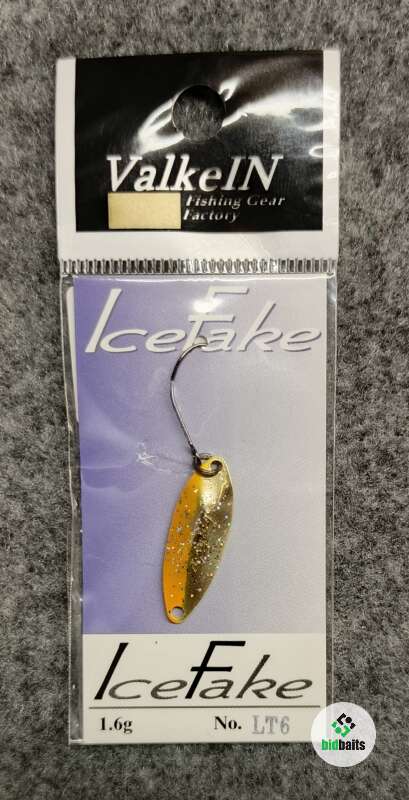 ValkeIN
Fishing Gear
Factory
IceFake
IceFake
1.6g No. LT6
bidbaits